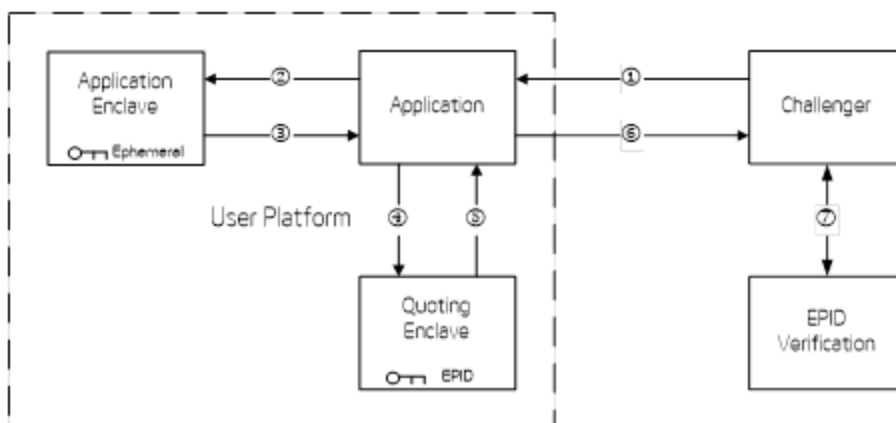 Application
Enclave
Ephemeral
②
③
Application
①
⑥
Challenger
User Platform
④
⑤
⑦
Quoting
Enclave
EPID
EPID
Verification